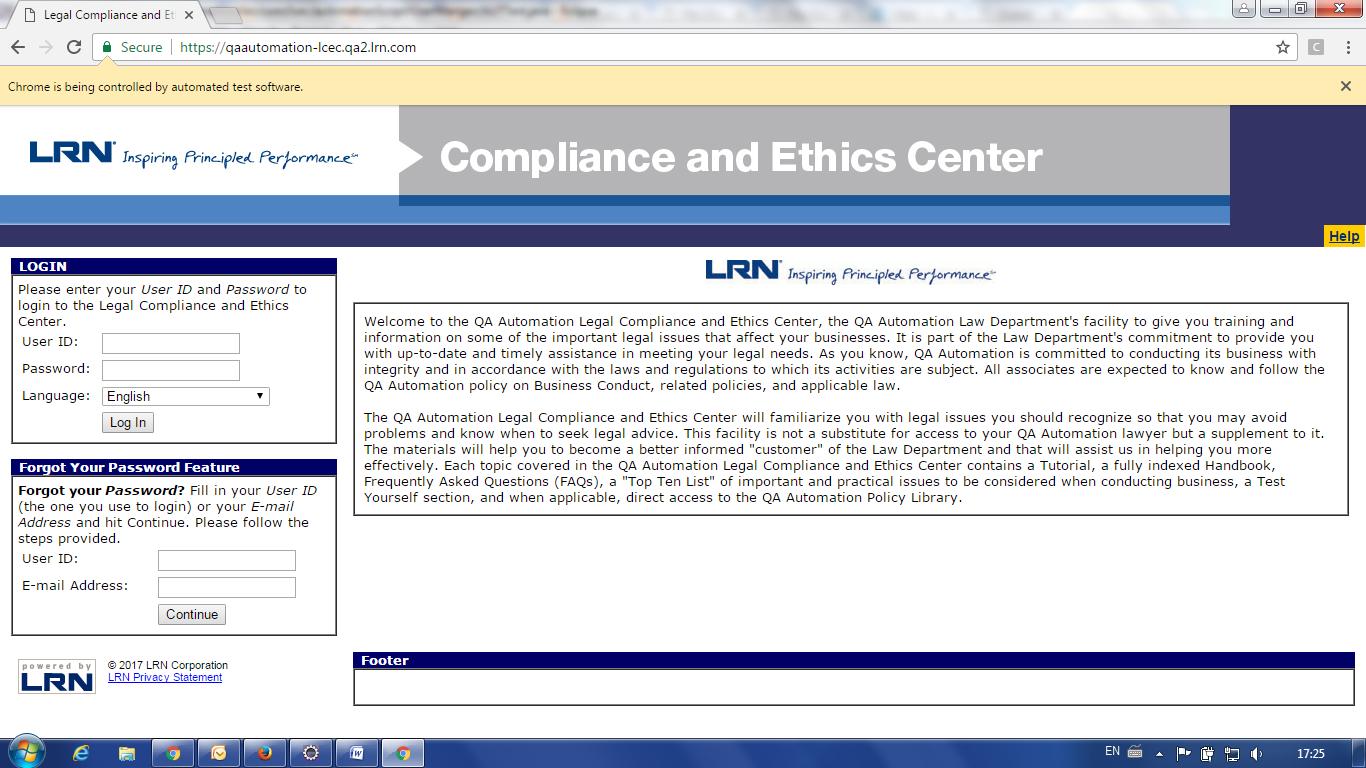 Legal Compliance and Et
Secure
https://qaautomation-lcec.qa2.lrn.com
C
Chrome is being controlled by automated test software.
LRN Inspiring Principled Performance
Compliance and Ethics Center
Help
LOGIN
Please enter your User ID and Password to
login to the Legal Compliance and Ethics
Center.
User ID:
Password:
Language: English
Log In
Forgot Your Password Feature
Forgot your Password? Fill in your User ID
(the one you use to login) or your E-mail
Address and hit Continue. Please follow the
steps provided.
User ID:
E-mail Address:
Continue
powered by
LRN
© 2017 LRN Corporation
LRN Privacy Statement
LRN Inspiring Principled Performance
Welcome to the QA Automation Legal Compliance and Ethics Center, the QA Automation Law Department's facility to give you training and
information on some of the important legal issues that affect your businesses. It is part of the Law Department's commitment to provide you
with up-to-date and timely assistance in meeting your legal needs. As you know, QA Automation is committed to conducting its business with
integrity and in accordance with the laws and regulations to which its activities are subject. All associates are expected to know and follow the
QA Automation policy on Business Conduct, related policies, and applicable law.
The QA Automation Legal Compliance and Ethics Center will familiarize you with legal issues you should recognize so that you may avoid
problems and know when to seek legal advice. This facility is not a substitute for access to your QA Automation lawyer but a supplement to it.
The materials will help you to become a better informed "customer" of the Law Department and that will assist us in helping you more
effectively. Each topic covered in the QA Automation Legal Compliance and Ethics Center contains a Tutorial, a fully indexed Handbook,
Frequently Asked Questions (FAQs), a "Top Ten List" of important and practical issues to be considered when conducting business, a Test
Yourself section, and when applicable, direct access to the QA Automation Policy Library.
Footer
EN
17:25